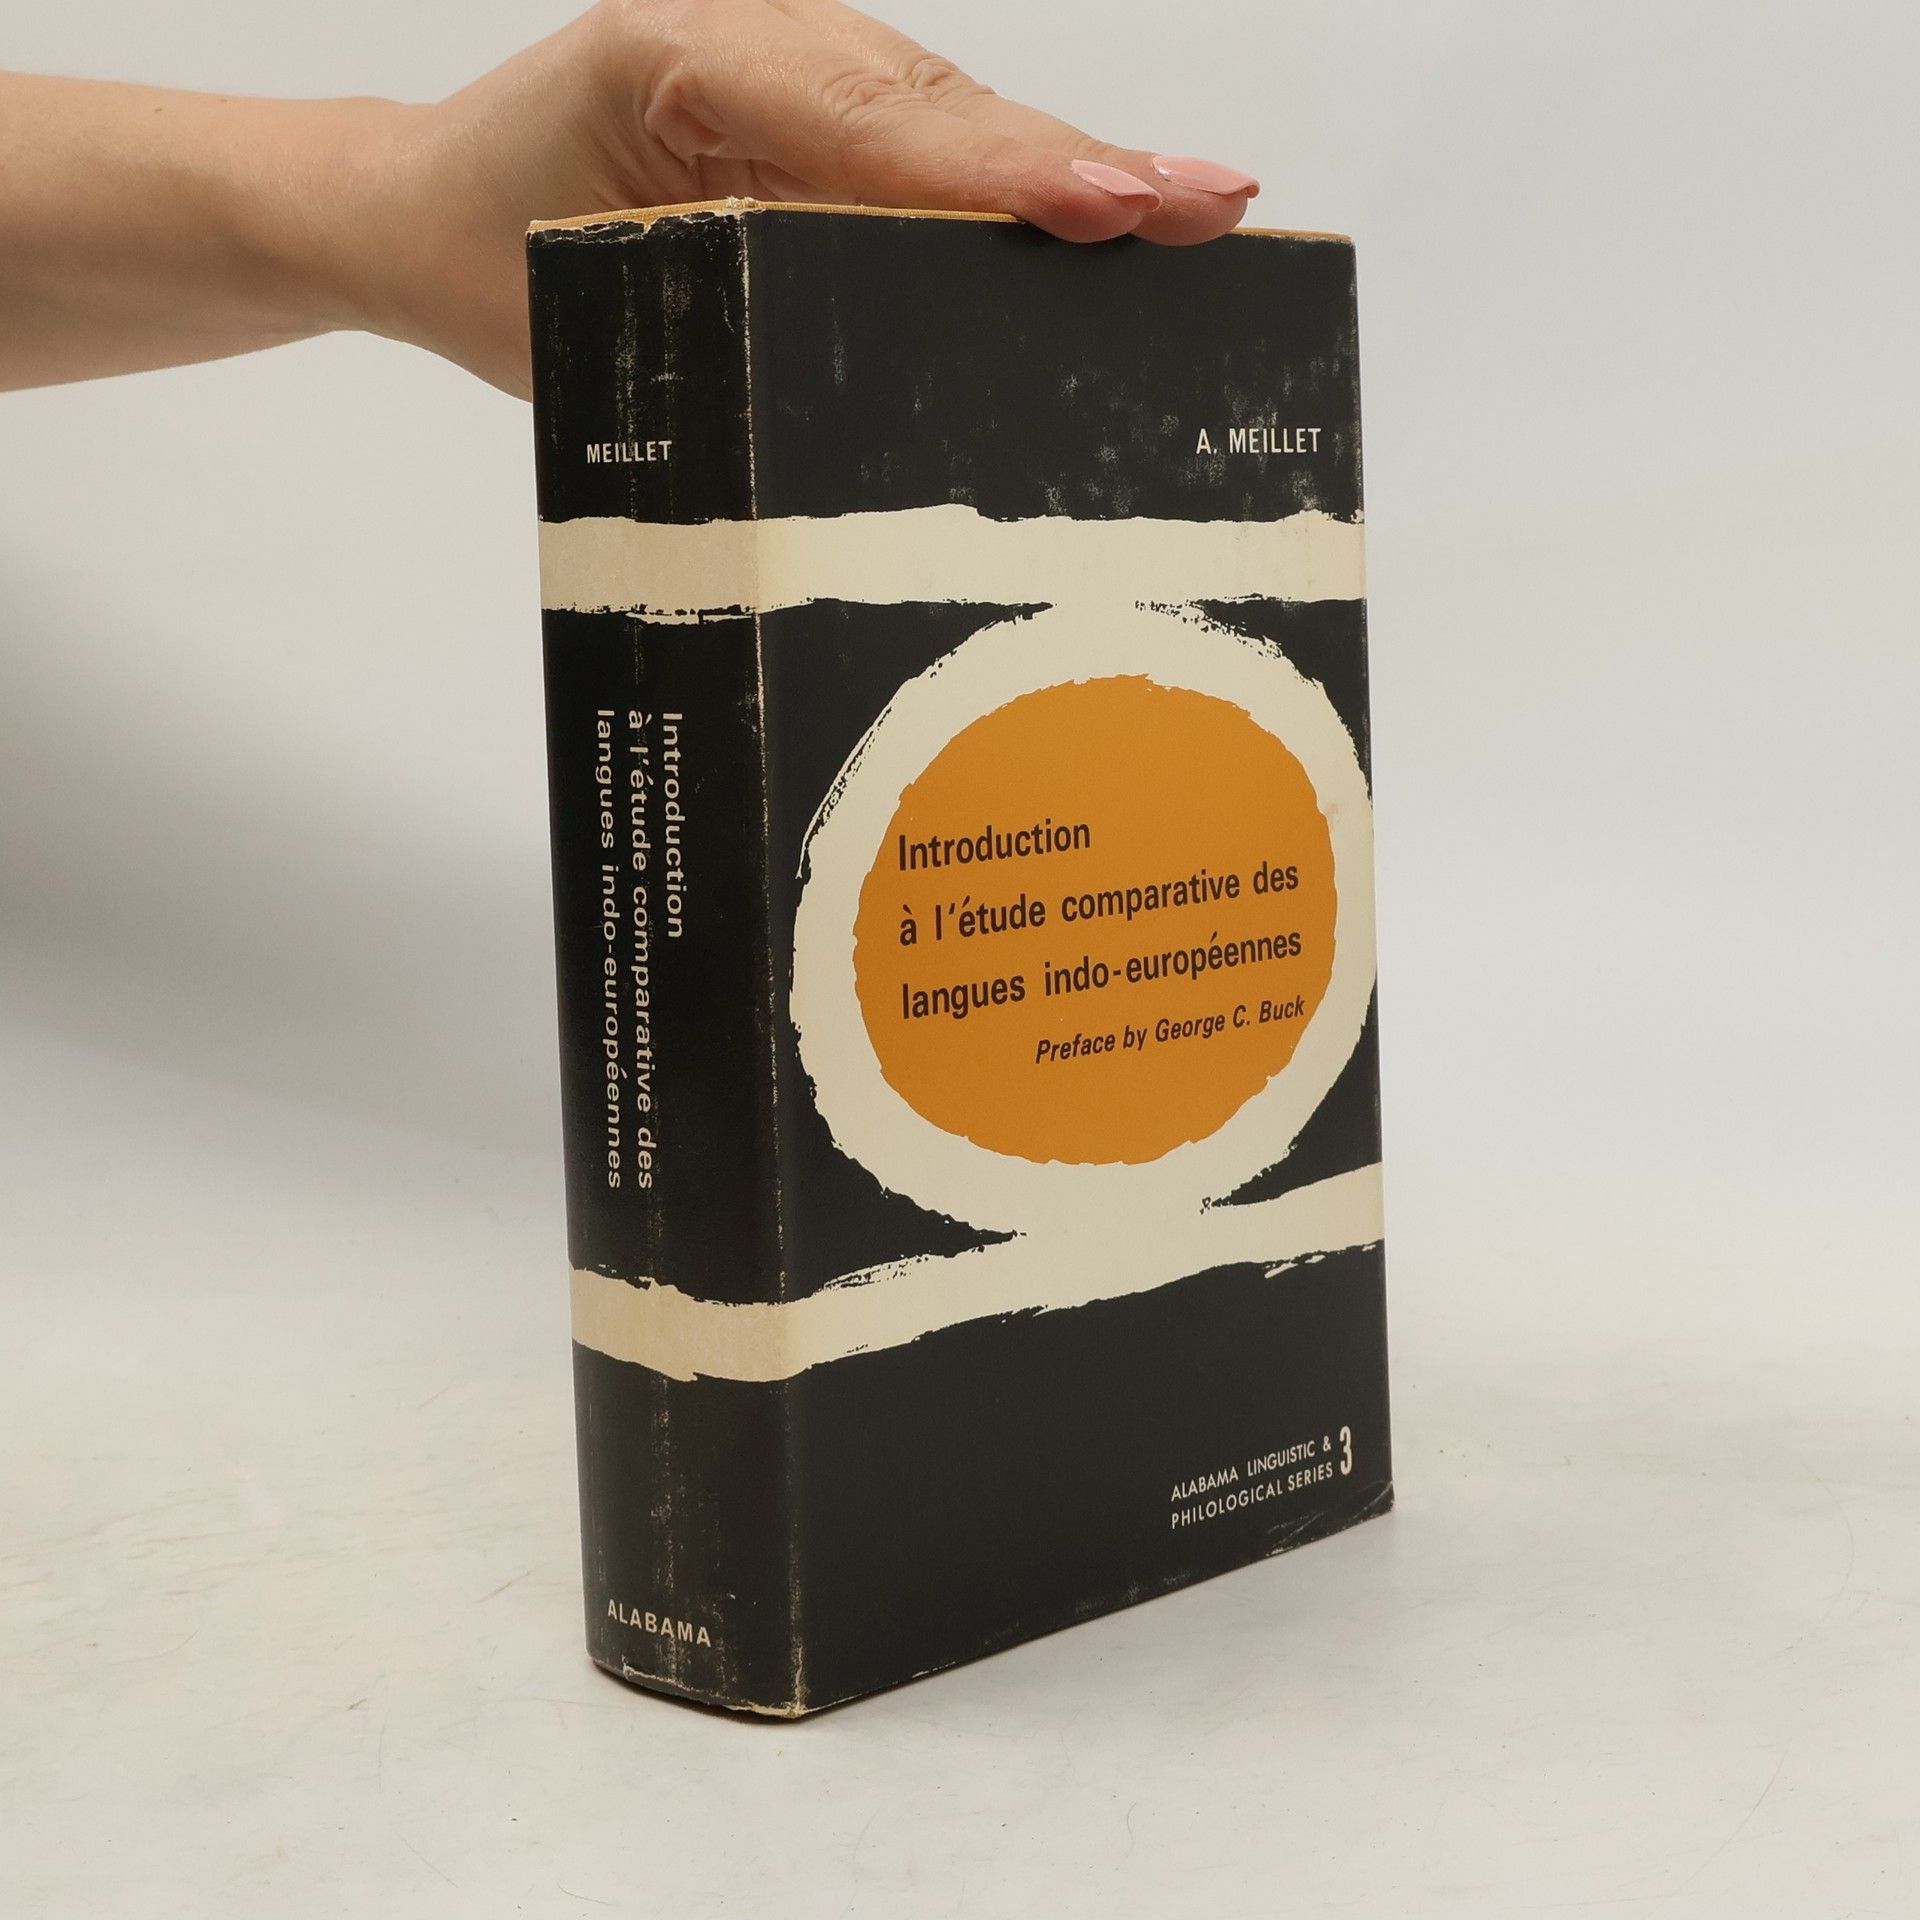 MEILLET
Introduction
à l'étude comparative des
langues indo-européennes
ALABAMA
A. MEILLET
Introduction
à l'étude comparative des
langues indo-européennes
Preface by George C. Buck
ALABAMA LINGUISTIC &
PHILOLOGICAL SERIES 3